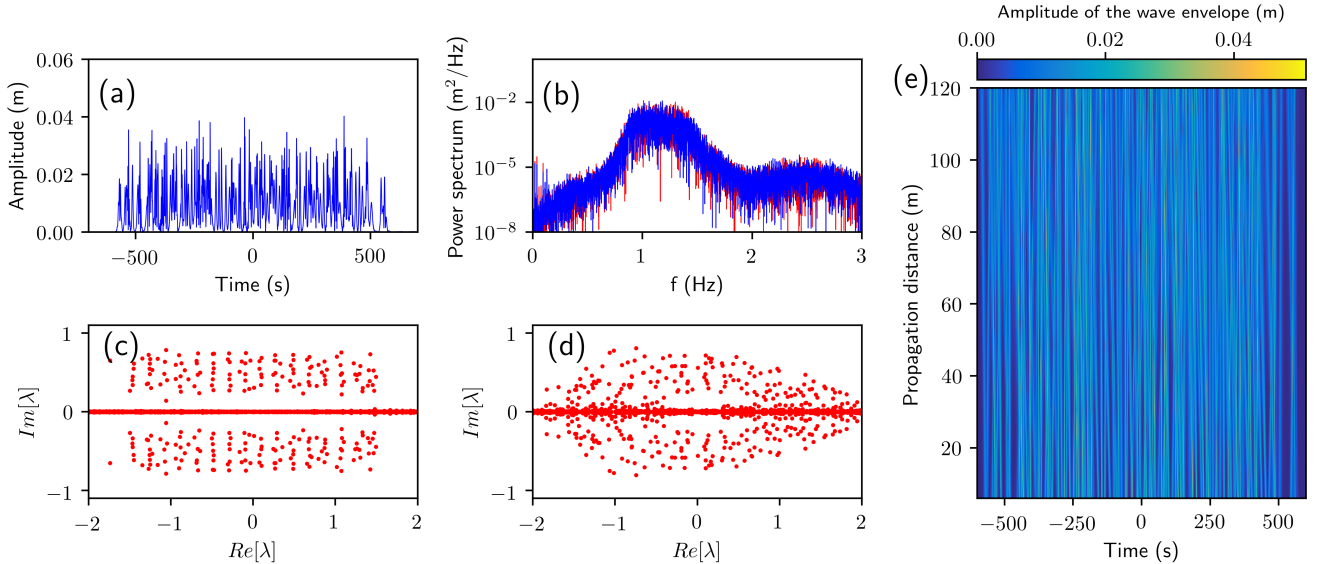 (a)
Amplitude (m)
0.06
0.04
0.02
0.00
−500
0
500
Time (s)
(b)
Power spectrum (m²/Hz)
10⁻²
10⁻⁵
10⁻⁸
0
1
2
3
f (Hz)
(c)
Im[λ]
1
0
−1
−2
−1
0
1
2
Re[λ]
(d)
Im[λ]
1
0
−1
−2
−1
0
1
2
Re[λ]
Amplitude of the wave envelope (m)
0.00
0.02
0.04
(e)
Propagation distance (m)
120
100
80
60
40
20
−500
−250
0
250
500
Time (s)